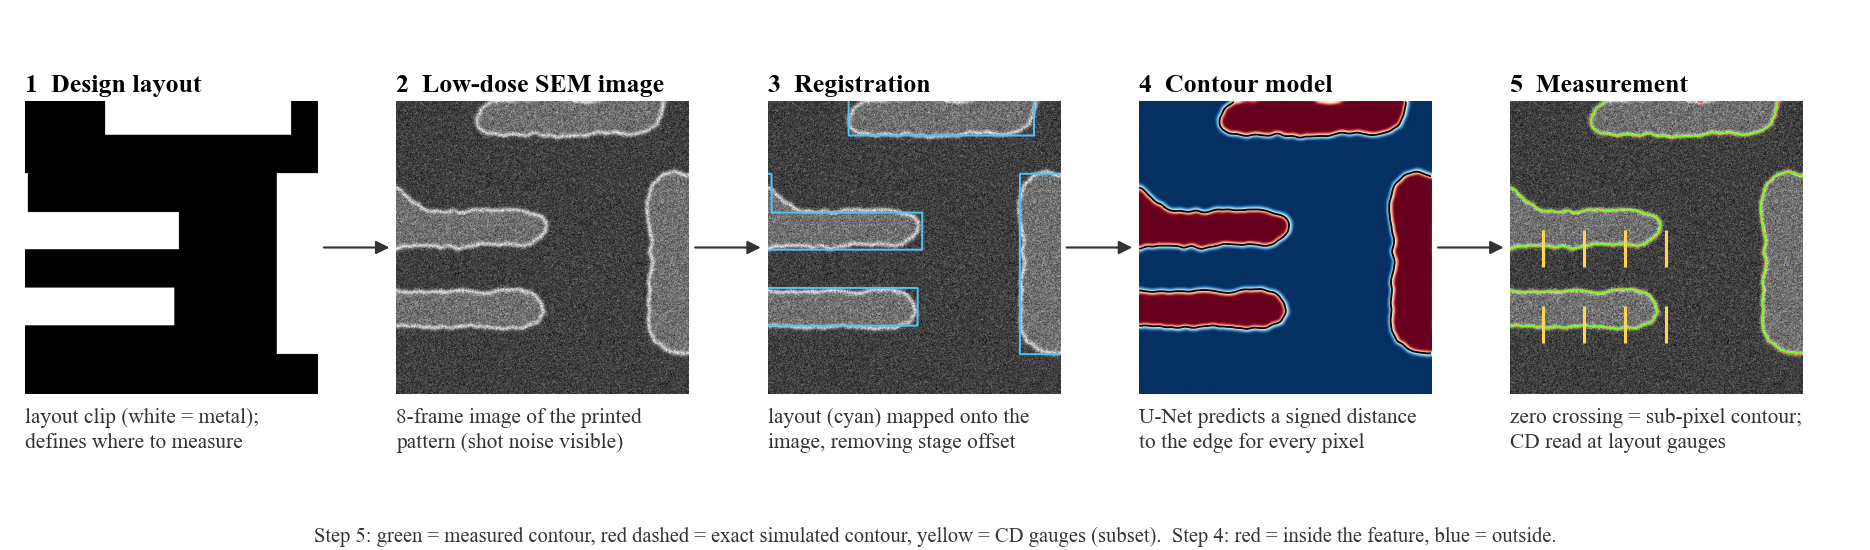 1 Design layout
2 Low-dose SEM image
3 Registration
4 Contour model
5 Measurement
layout clip (white = metal);
defines where to measure
8-frame image of the printed
pattern (shot noise visible)
layout (cyan) mapped onto the
image, removing stage offset
U-Net predicts a signed distance
to the edge for every pixel
zero crossing = sub-pixel contour;
CD read at layout gauges
Step 5: green = measured contour, red dashed = exact simulated contour, yellow = CD gauges (subset).  Step 4: red = inside the feature, blue = outside.